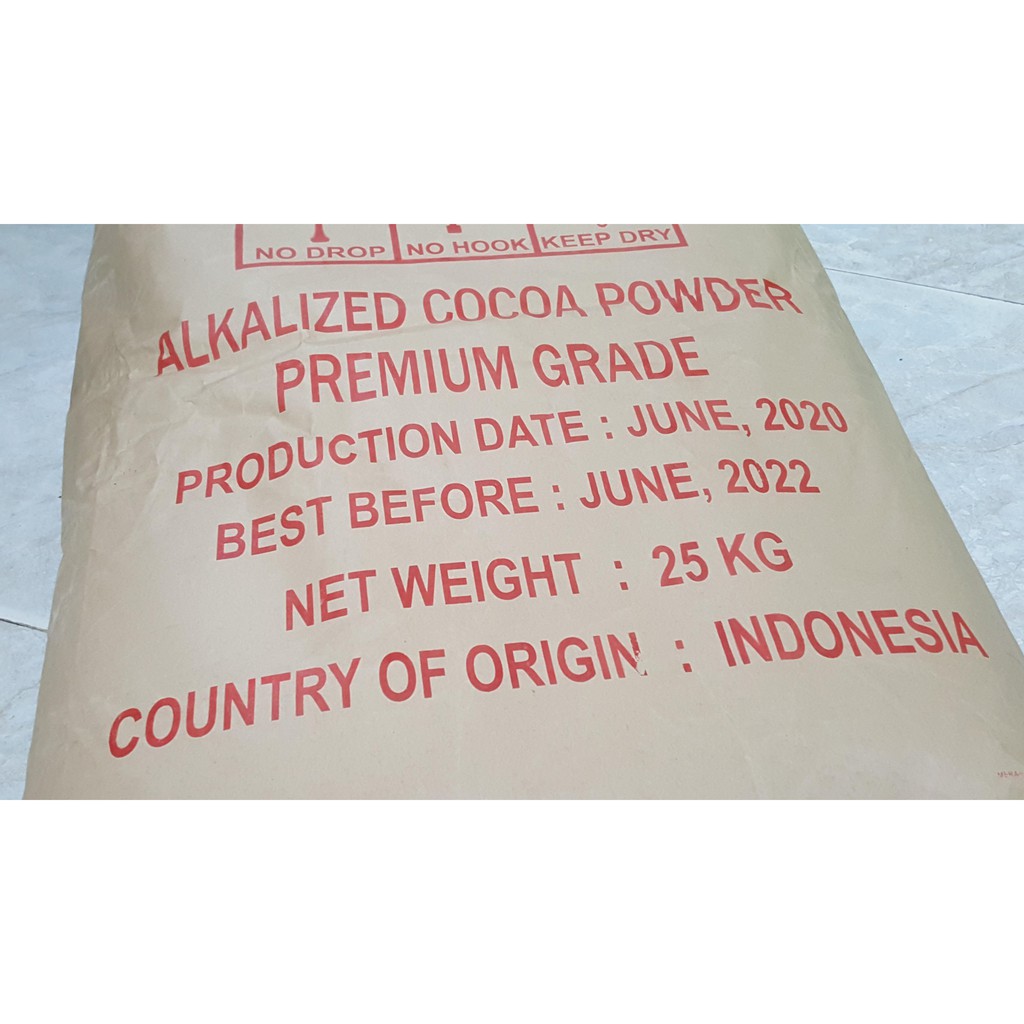 NO DROP NO HOOK KEEP DRY
ALKALIZED COCOA POWDER
PREMIUM GRADE
PRODUCTION DATE : JUNE, 2020
BEST BEFORE : JUNE, 2022
NET WEIGHT : 25 KG
COUNTRY OF ORIGIN : INDONESIA